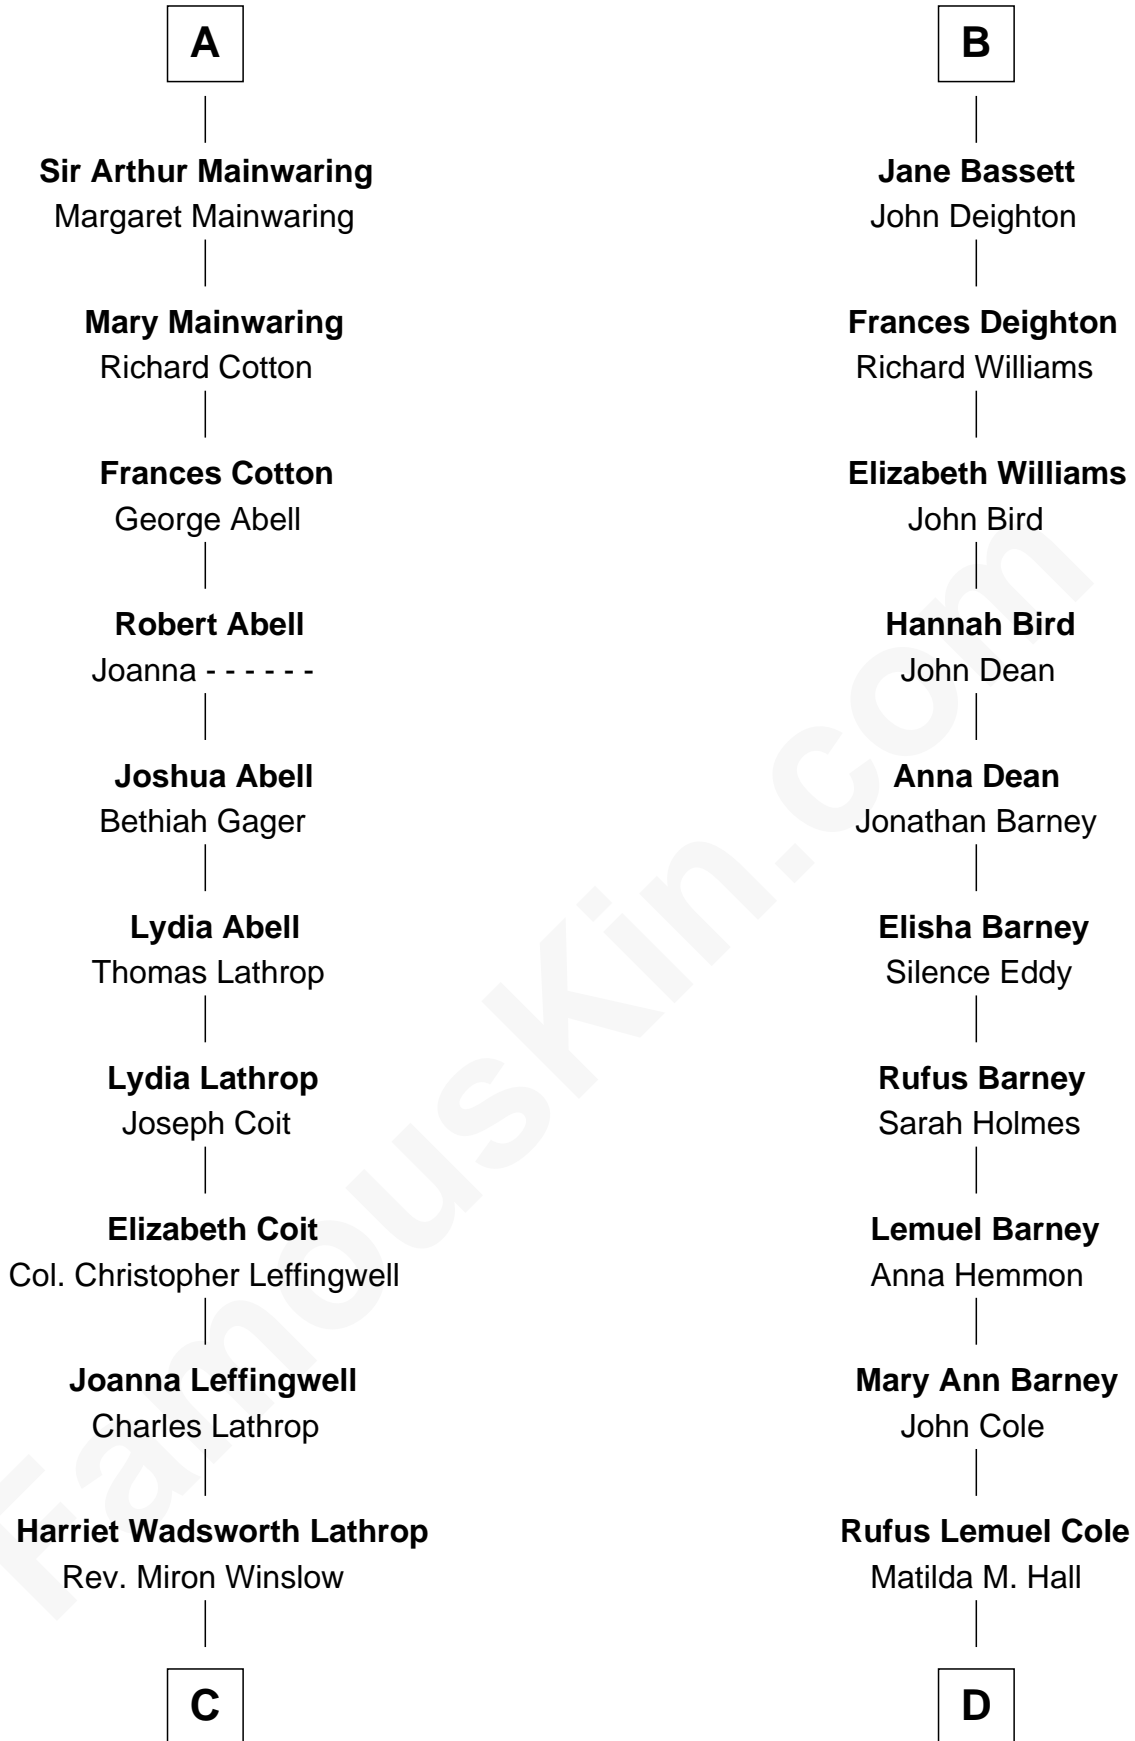 A
Sir Arthur Mainwaring
Margaret Mainwaring
Mary Mainwaring
Richard Cotton
Frances Cotton
George Abell
Robert Abell
Joanna - - - - - -
Joshua Abell
Bethiah Gager
Lydia Abell
Thomas Lathrop
Lydia Lathrop
Joseph Coit
Elizabeth Coit
Col. Christopher Leffingwell
Joanna Leffingwell
Charles Lathrop
Harriet Wadsworth Lathrop
Rev. Miron Winslow
C
B
Jane Bassett
John Deighton
Frances Deighton
Richard Williams
Elizabeth Williams
John Bird
Hannah Bird
John Dean
Anna Dean
Jonathan Barney
Elisha Barney
Silence Eddy
Rufus Barney
Sarah Holmes
Lemuel Barney
Anna Hemmon
Mary Ann Barney
John Cole
Rufus Lemuel Cole
Matilda M. Hall
D
FamousKin.com